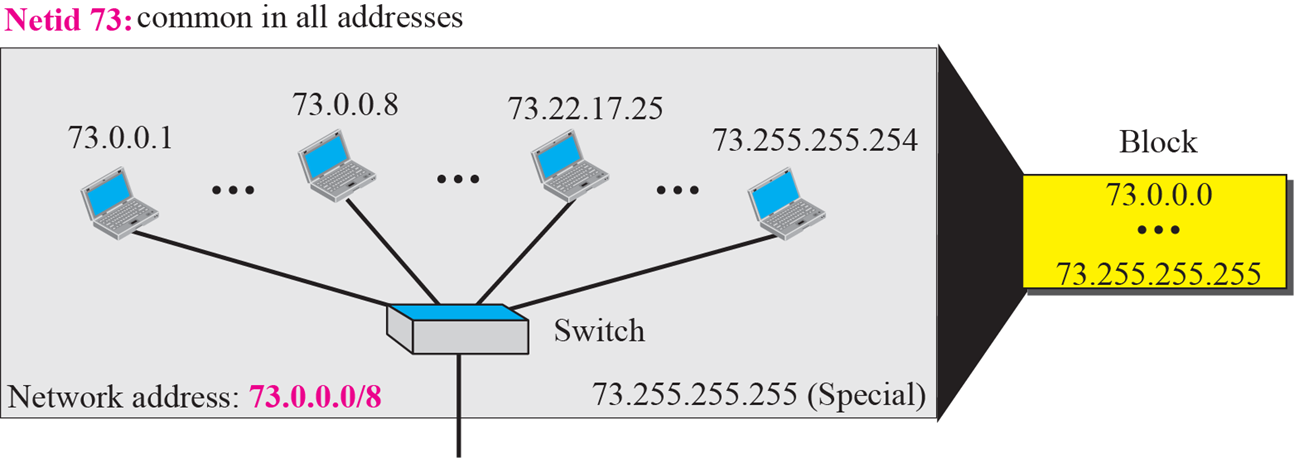 Netid 73: common in all addresses
73.0.0.1
73.0.0.8
73.22.17.25
73.255.255.254
Switch
Network address: 73.0.0.0/8
73.255.255.255 (Special)
Block
73.0.0.0
73.255.255.255